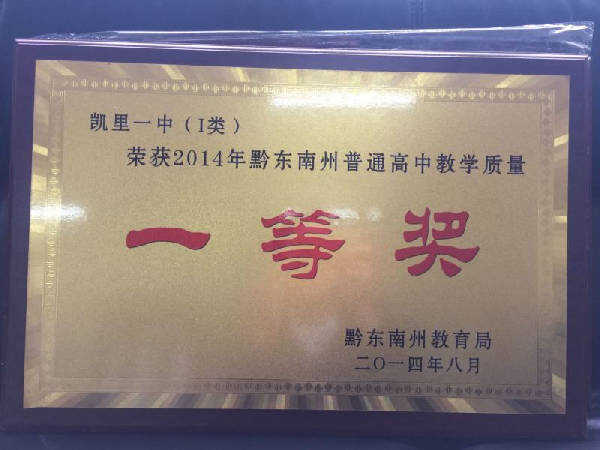 凯里一中（I类）
荣获2014年黔东南州普通高中教学质量
一等奖
黔东南州教育局
二〇一四年八月